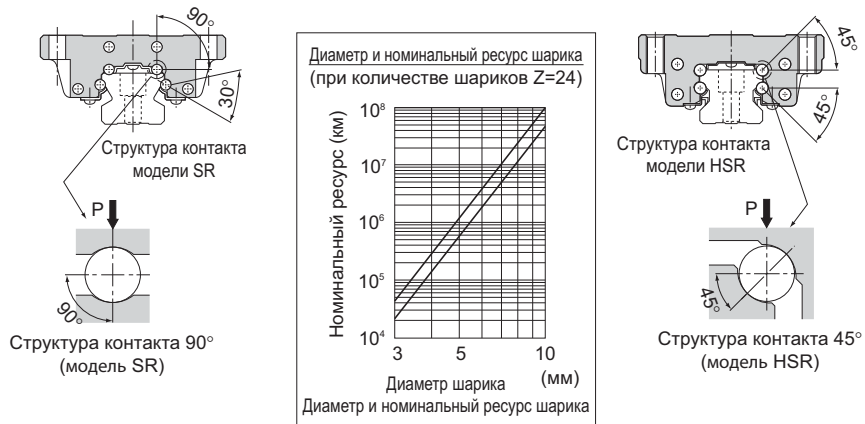 90°
30°
Структура контакта
модели SR
P
90°
Структура контакта 90°
(модель SR)
Диаметр и номинальный ресурс шарика
(при количестве шариков Z=24)
Номинальный ресурс (км)
10⁸
10⁷
10⁶
10⁵
10⁴
3
5
10
(мм)
Диаметр шарика
Диаметр и номинальный ресурс шарика
45°
45°
Структура контакта
модели HSR
P
45°
Структура контакта 45°
(модель HSR)